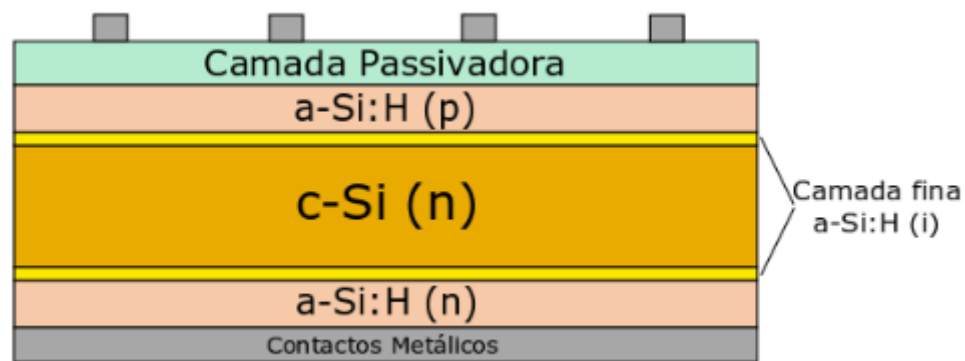 Camada Passivadora
a-Si:H (p)
c-Si (n)
Camada fina
a-Si:H (i)
a-Si:H (n)
Contactos Metálicos